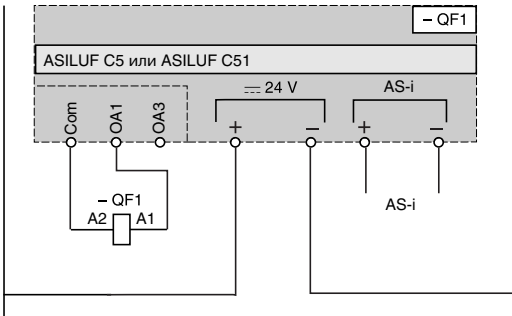 – QF1
ASILUF C5 или ASILUF C51
Com
OA1
OA3
⎓ 24 V
AS-i
+
–
+
–
– QF1
A2
A1
AS-i